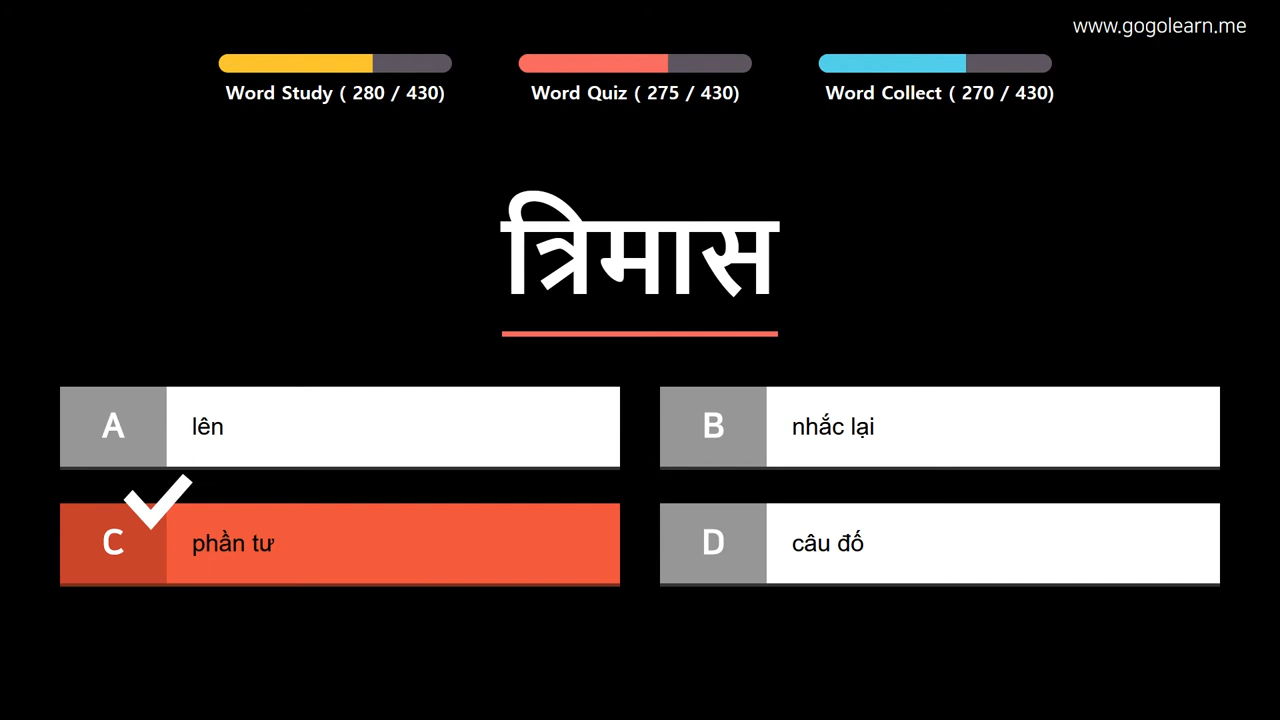 www.gogolearn.me
Word Study ( 280 / 430)
Word Quiz ( 275 / 430)
Word Collect ( 270 / 430)
त्रिमास
A lên
B nhắc lại
C phần tư
D câu đố